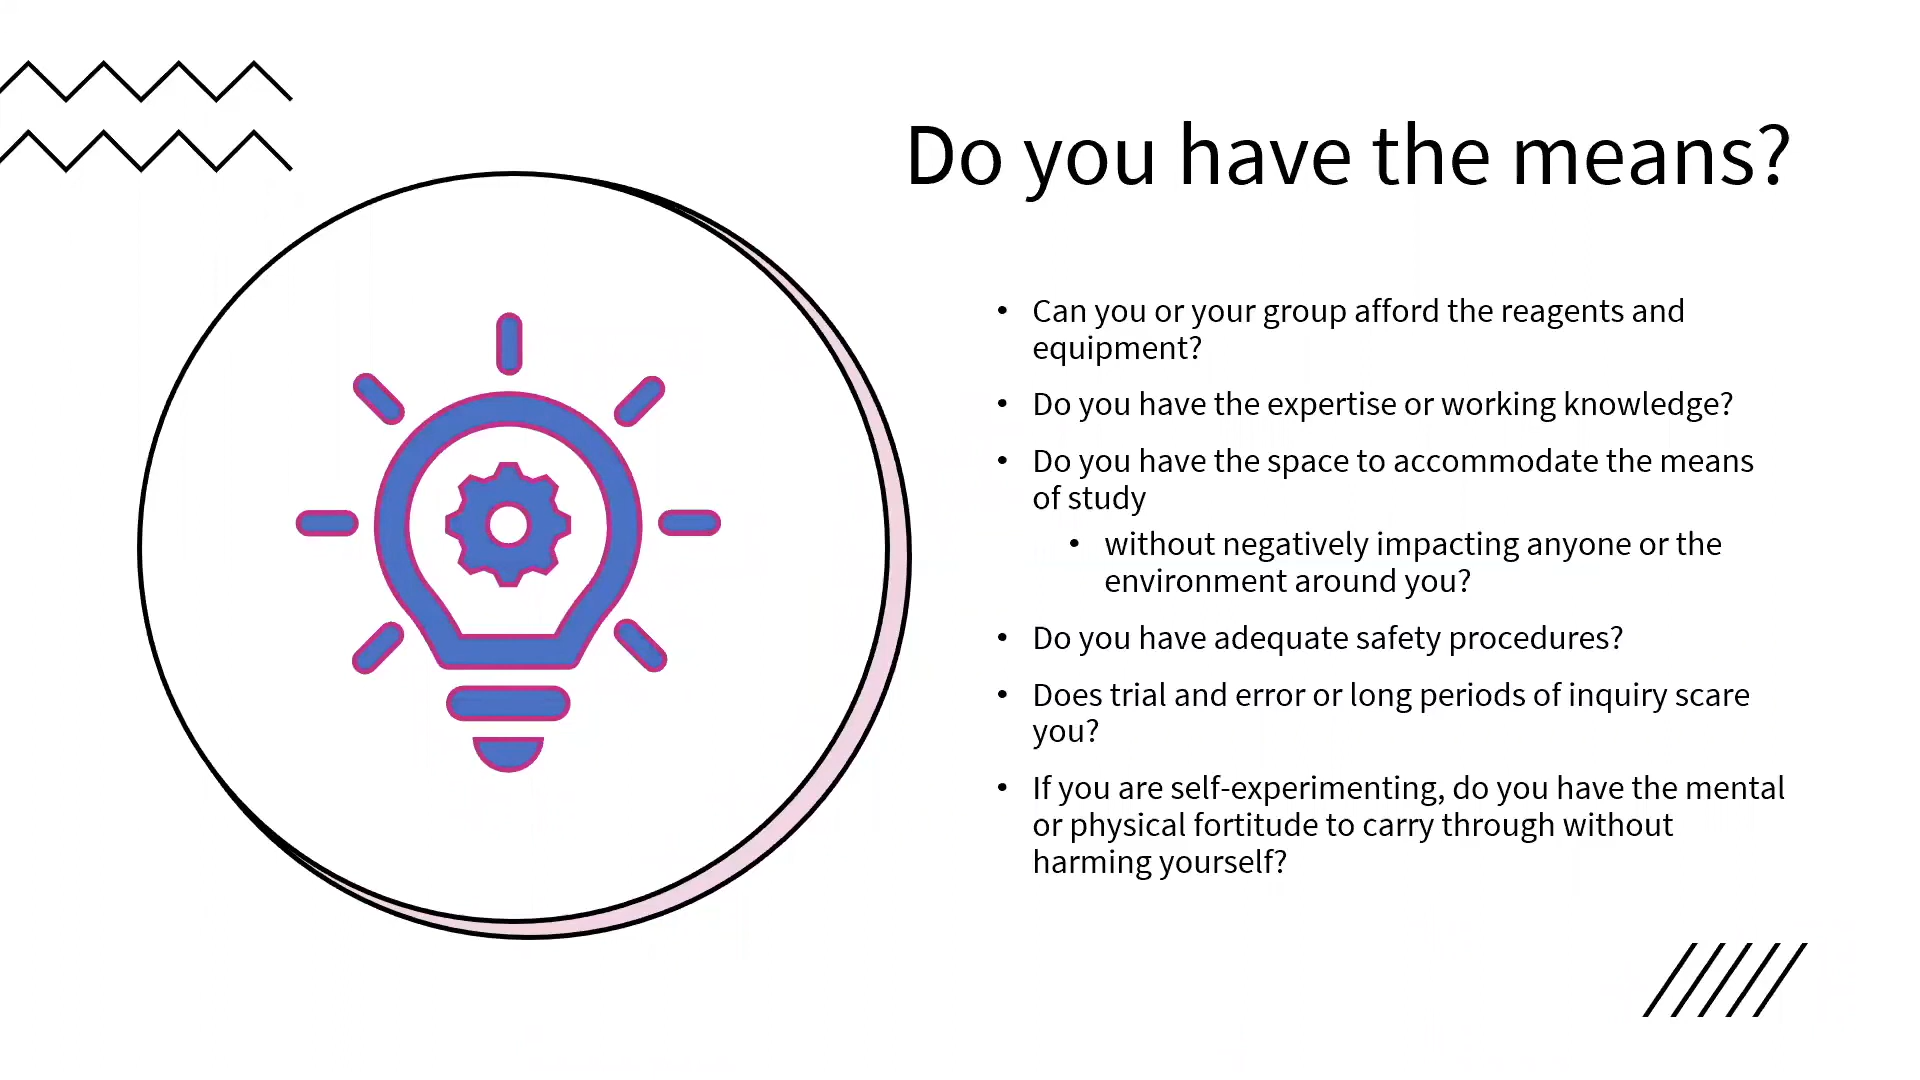 Do you have the means?
• Can you or your group afford the reagents and
equipment?
• Do you have the expertise or working knowledge?
• Do you have the space to accommodate the means
of study
• without negatively impacting anyone or the
environment around you?
• Do you have adequate safety procedures?
• Does trial and error or long periods of inquiry scare
you?
• If you are self-experimenting, do you have the mental
or physical fortitude to carry through without
harming yourself?